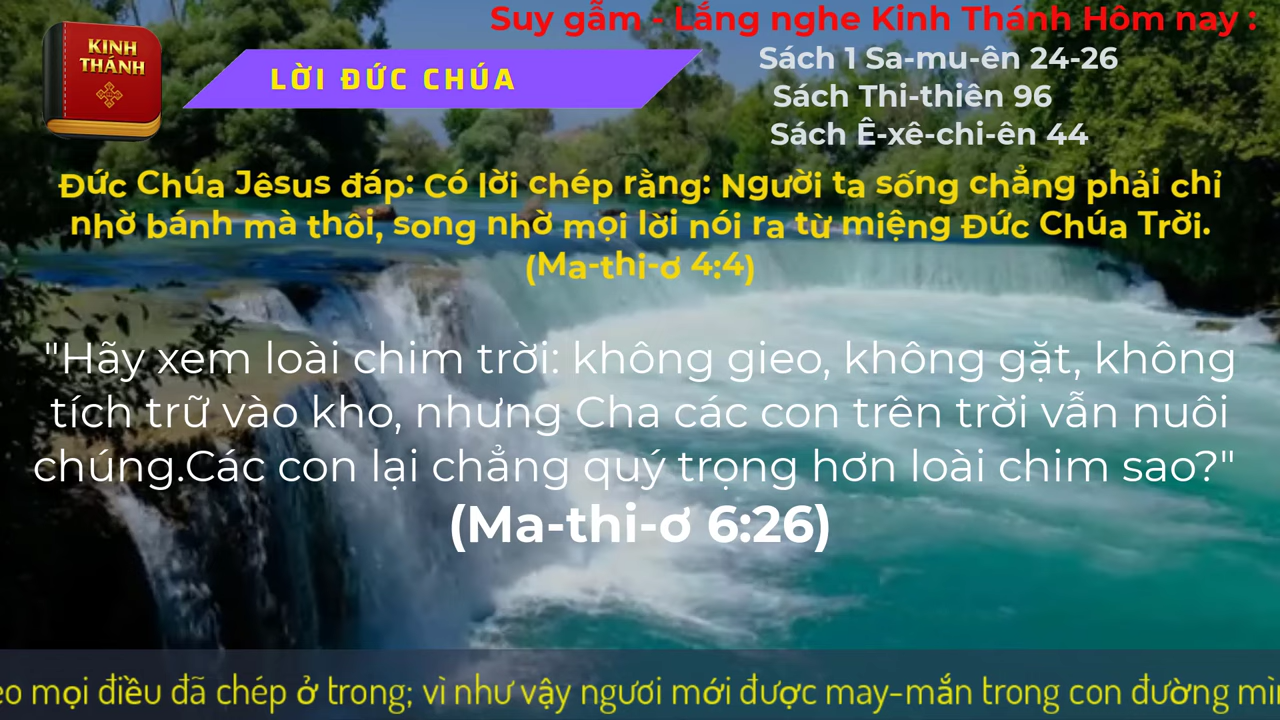 Suy gẫm - Lắng nghe Kinh Thánh Hôm nay :
KINH
THÁNH
LỜI ĐỨC CHÚA
Sách 1 Sa-mu-ên 24-26
Sách Thi-thiên 96
Sách Ê-xê-chi-ên 44
Đức Chúa Jêsus đáp: Có lời chép rằng: Người ta sống chẳng phải chỉ
nhờ bánh mà thôi, song nhờ mọi lời nói ra từ miệng Đức Chúa Trời.
(Ma-thi-ơ 4:4)
"Hãy xem loài chim trời: không gieo, không gặt, không
tích trữ vào kho, nhưng Cha các con trên trời vẫn nuôi
chúng.Các con lại chẳng quý trọng hơn loài chim sao?"
(Ma-thi-ơ 6:26)
eo mọi điều đã chép ở trong; vì như vậy ngươi mới được may-mắn trong con đường mìn